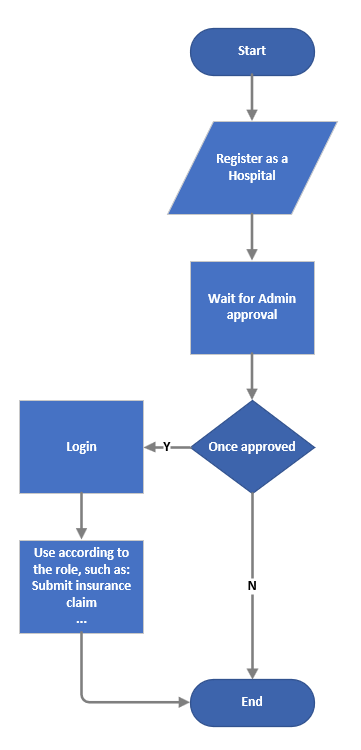 Start
Register as a
Hospital
Wait for Admin
approval
Once approved
Y
Login
N
Use according to
the role, such as:
Submit insurance
claim
...
End